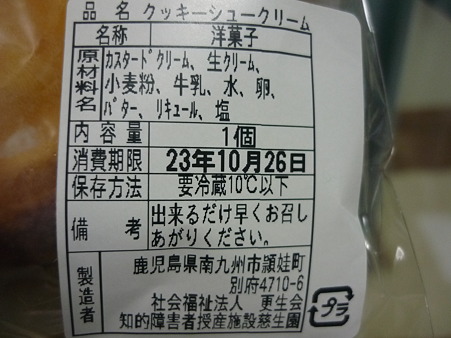 品 名 クッキーシュークリーム
名称 洋菓子
原材料名 カスタードクリーム、生クリーム、
小麦粉、牛乳、水、卵、
バター、リキュール、塩
内容量 1個
消費期限 23年10月26日
保存方法 要冷蔵10℃以下
備考 出来るだけ早くお召し
あがりください。
製造者 鹿児島県南九州市頴娃町
別府4710-6
社会福祉法人 更生会
知的障害者授産施設慈生園
プラ